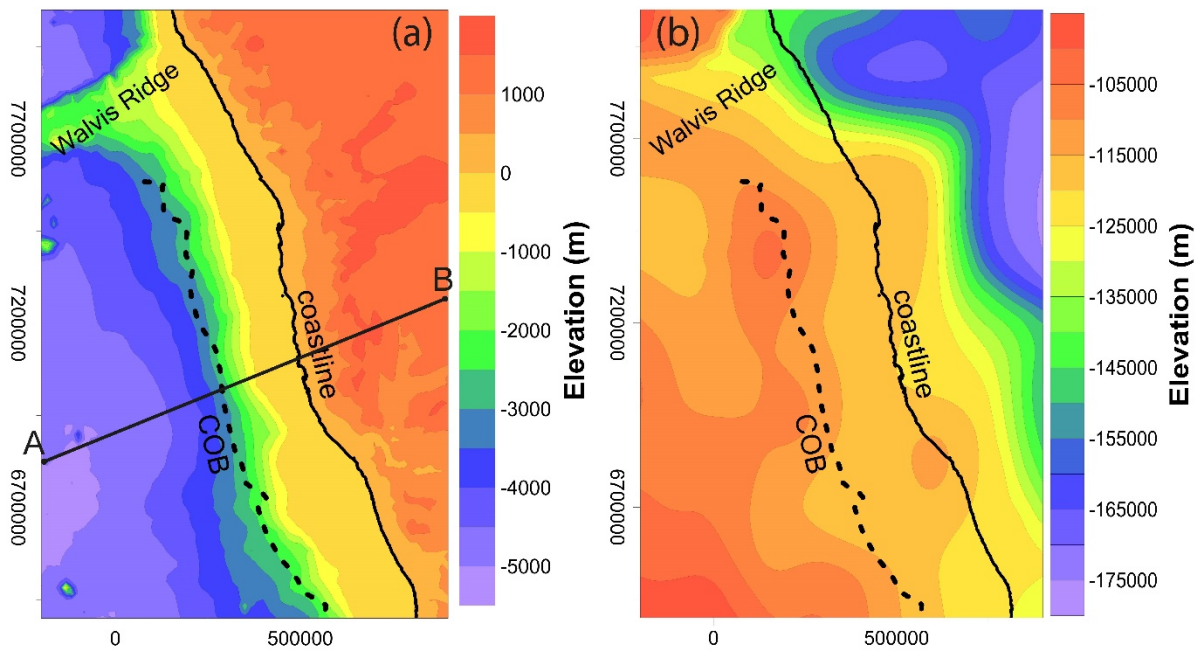 (a)
Walvis Ridge
coastline
COB
A
B
7700000
7200000
6700000
0
500000
1000
0
-1000
-2000
-3000
-4000
-5000
Elevation (m)
(b)
Walvis Ridge
coastline
COB
7700000
7200000
6700000
0
500000
-105000
-115000
-125000
-135000
-145000
-155000
-165000
-175000
Elevation (m)